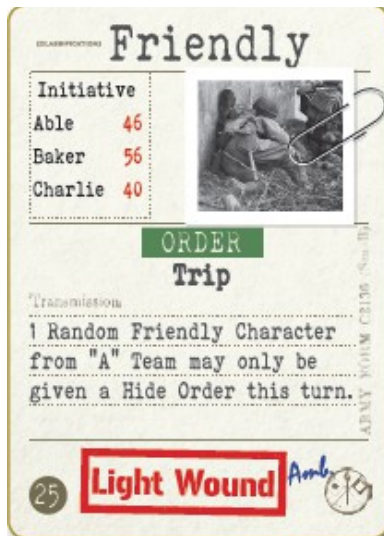 Friendly
Initiative
Able 46
Baker 56
Charlie 40
ORDER
Trip
Transmission:
1 Random Friendly Character
from "A" Team may only be
given a Hide Order this turn.
25
Light Wound